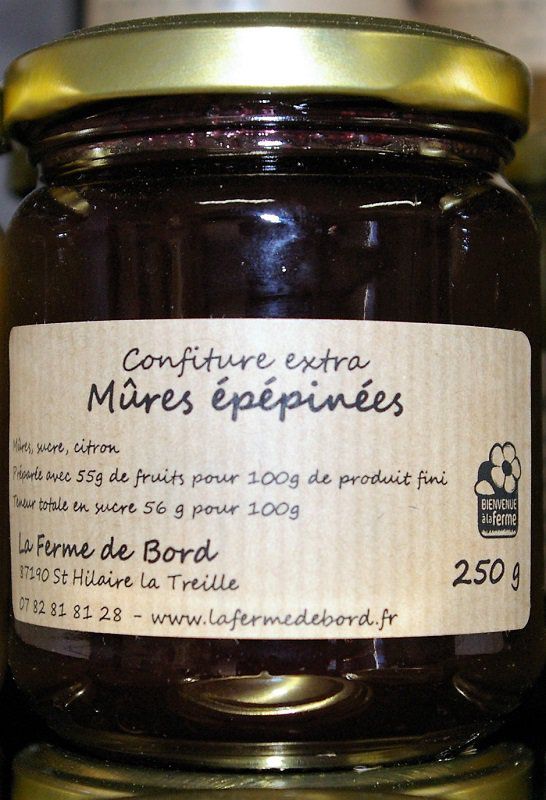 Confiture extra
Mûres épépinées
Mûres, sucre, citron
Préparée avec 55g de fruits pour 100g de produit fini
Teneur totale en sucre 56 g pour 100g
BIENVENUE
à la ferme
La Ferme de Bord
87190 St Hilaire la Treille
250 g
07 82 81 81 28 - www.lafermedebord.fr